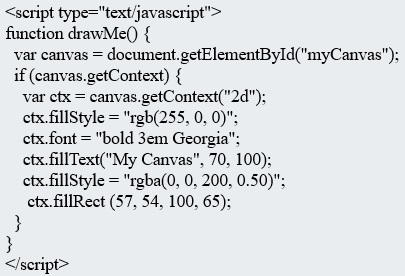 <script type="text/javascript">
function drawMe() {
var canvas = document.getElementById("myCanvas");
if (canvas.getContext) {
var ctx = canvas.getContext("2d");
ctx.fillStyle = "rgb(255, 0, 0)";
ctx.font = "bold 3em Georgia";
ctx.fillText("My Canvas", 70, 100);
ctx.fillStyle = "rgba(0, 0, 200, 0.50)";
ctx.fillRect (57, 54, 100, 65);
}
}
</script>